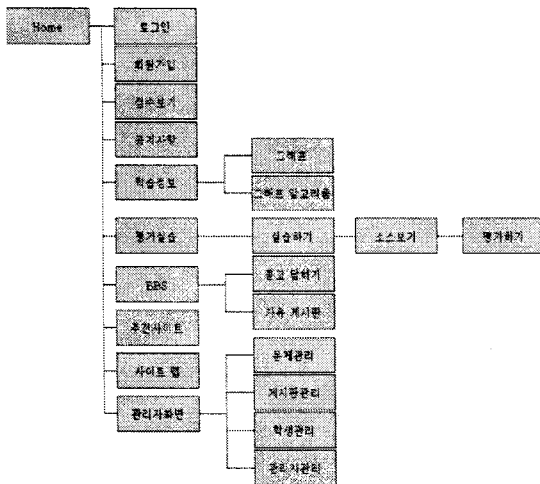 Home
로그인
회원가입
점수보기
공지사항
학습정보
그래프
그래프 알고리즘
평가실습
실습하기
소스보기
평가하기
BBS
묻고 답하기
자유 게시판
추천사이트
사이트 맵
관리자화면
문제관리
게시판관리
학생관리
관리자관리